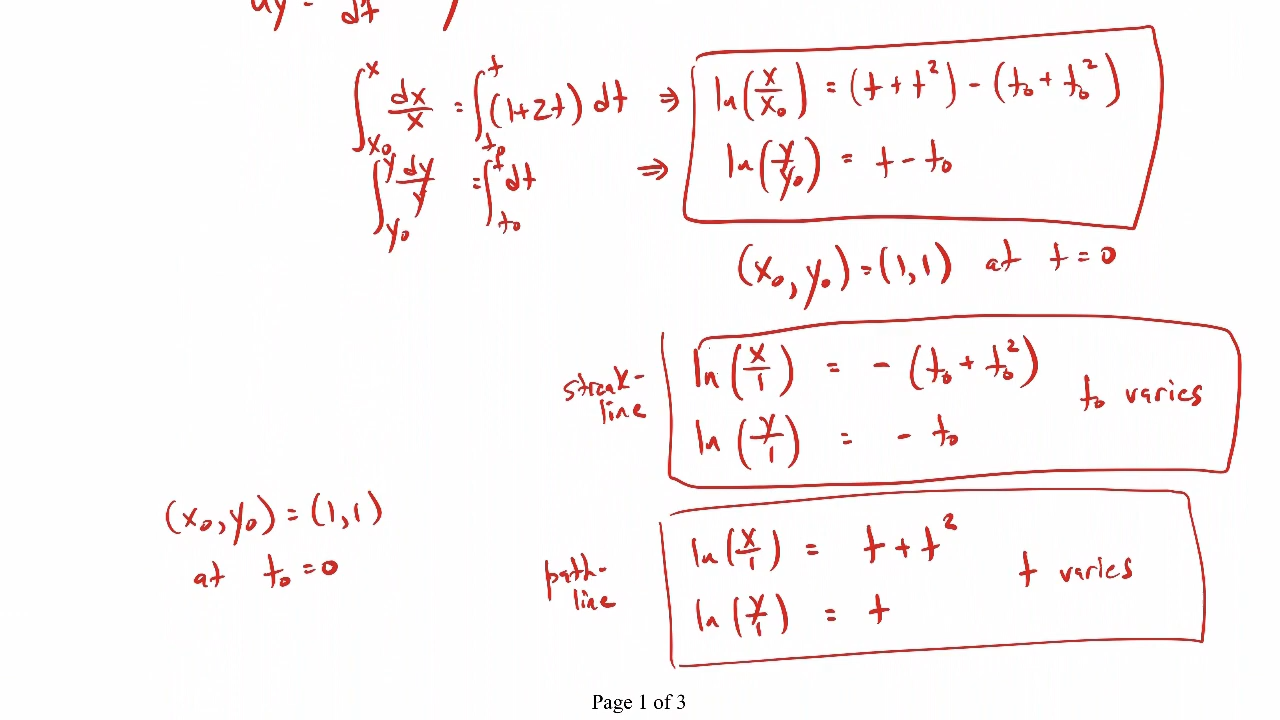 dy = dt y
∫_{x₀}^{x} dx/x = ∫_{t₀}^{t} (1+2t) dt ⇒ ln(x/x₀) = (t + t²) - (t₀ + t₀²)
∫_{y₀}^{y} dy/y = ∫_{t₀}^{t} dt ⇒ ln(y/y₀) = t - t₀
(x₀, y₀) = (1,1) at t = 0
streak-
line
ln(x/1) = - (t₀ + t₀²)
t₀ varies
ln(y/1) = - t₀
(x₀, y₀) = (1,1)
at t₀ = 0
path-
line
ln(x/1) = t + t²
t varies
ln(y/1) = t
Page 1 of 3